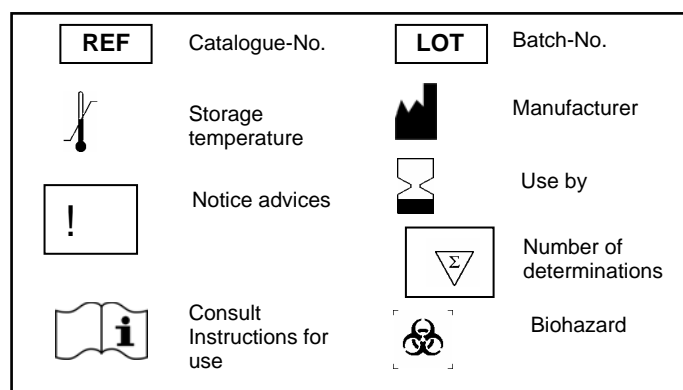 REF Catalogue-No. LOT Batch-No.
Storage
temperature
Manufacturer
! Notice advices
Use by
Σ
Number of
determinations
i
Consult
Instructions for
use
Biohazard